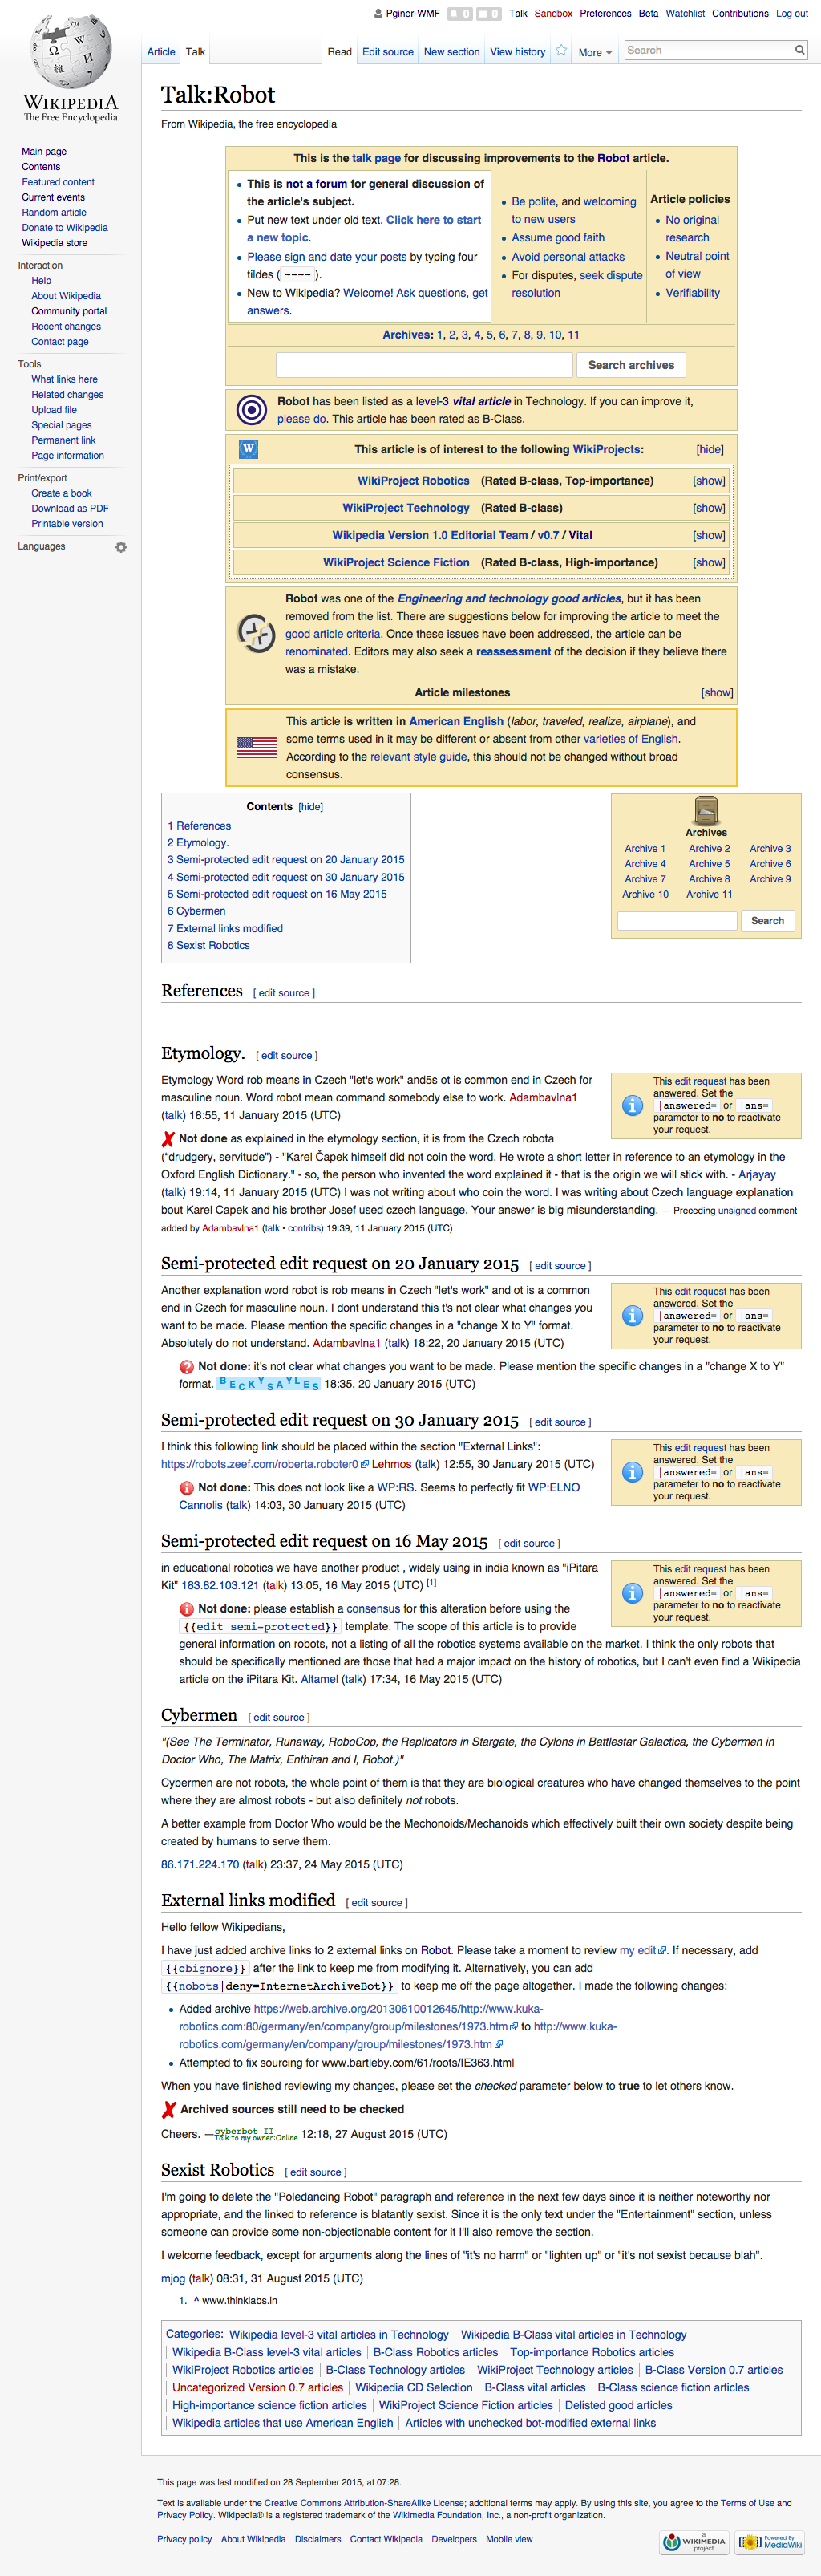 Pginer-WMF 0 0 Talk Sandbox Preferences Beta Watchlist Contributions Log out
Article Talk Read Edit source New section View history More Search
WIKIPEDIA
The Free Encyclopedia
Main page
Contents
Featured content
Current events
Random article
Donate to Wikipedia
Wikipedia store
Interaction
Help
About Wikipedia
Community portal
Recent changes
Contact page
Tools
What links here
Related changes
Upload file
Special pages
Permanent link
Page information
Print/export
Create a book
Download as PDF
Printable version
Languages
Talk:Robot
From Wikipedia, the free encyclopedia
This is the talk page for discussing improvements to the Robot article.
This is not a forum for general discussion of
the article's subject.
Put new text under old text. Click here to start
a new topic.
Please sign and date your posts by typing four
tildes ( ~~~~ ).
New to Wikipedia? Welcome! Ask questions, get
answers.
Be polite, and welcoming
to new users
Assume good faith
Avoid personal attacks
For disputes, seek dispute
resolution
Article policies
No original
research
Neutral point
of view
Verifiability
Archives: 1, 2, 3, 4, 5, 6, 7, 8, 9, 10, 11
Search archives
Robot has been listed as a level-3 vital article in Technology. If you can improve it,
please do. This article has been rated as B-Class.
This article is of interest to the following WikiProjects: [hide]
WikiProject Robotics (Rated B-class, Top-importance) [show]
WikiProject Technology (Rated B-class) [show]
Wikipedia Version 1.0 Editorial Team / v0.7 / Vital [show]
WikiProject Science Fiction (Rated B-class, High-importance) [show]
Robot was one of the Engineering and technology good articles, but it has been
removed from the list. There are suggestions below for improving the article to meet the
good article criteria. Once these issues have been addressed, the article can be
renominated. Editors may also seek a reassessment of the decision if they believe there
was a mistake.
Article milestones [show]
This article is written in American English (labor, traveled, realize, airplane), and
some terms used in it may be different or absent from other varieties of English.
According to the relevant style guide, this should not be changed without broad
consensus.
Contents [hide]
1 References
2 Etymology.
3 Semi-protected edit request on 20 January 2015
4 Semi-protected edit request on 30 January 2015
5 Semi-protected edit request on 16 May 2015
6 Cybermen
7 External links modified
8 Sexist Robotics
Archives
Archive 1 Archive 2 Archive 3
Archive 4 Archive 5 Archive 6
Archive 7 Archive 8 Archive 9
Archive 10 Archive 11
Search
References [ edit source ]
Etymology. [ edit source ]
Etymology Word rob means in Czech "let's work" and5s ot is common end in Czech for
masculine noun. Word robot mean command somebody else to work. Adambavlna1
(talk) 18:55, 11 January 2015 (UTC)
This edit request has been
answered. Set the
|answered= or |ans=
parameter to no to reactivate
your request.
Not done as explained in the etymology section, it is from the Czech robota
("drudgery, servitude") - "Karel Čapek himself did not coin the word. He wrote a short letter in reference to an etymology in the
Oxford English Dictionary." - so, the person who invented the word explained it - that is the origin we will stick with. - Arjayay
(talk) 19:14, 11 January 2015 (UTC) I was not writing about who coin the word. I was writing about Czech language explanation
bout Karel Capek and his brother Josef used czech language. Your answer is big misunderstanding. — Preceding unsigned comment
added by Adambavlna1 (talk • contribs) 19:39, 11 January 2015 (UTC)
Semi-protected edit request on 20 January 2015 [ edit source ]
Another explanation word robot is rob means in Czech "let's work" and ot is a common
end in Czech for masculine noun. I dont understand this t's not clear what changes you
want to be made. Please mention the specific changes in a "change X to Y" format.
Absolutely do not understand. Adambavlna1 (talk) 18:22, 20 January 2015 (UTC)
This edit request has been
answered. Set the
|answered= or |ans=
parameter to no to reactivate
your request.
Not done: it's not clear what changes you want to be made. Please mention the specific changes in a "change X to Y"
format. BECKYSAYLES 18:35, 20 January 2015 (UTC)
Semi-protected edit request on 30 January 2015 [ edit source ]
I think this following link should be placed within the section "External Links":
https://robots.zeef.com/roberta.roboter0 Lehmos (talk) 12:55, 30 January 2015 (UTC)
This edit request has been
answered. Set the
|answered= or |ans=
parameter to no to reactivate
your request.
Not done: This does not look like a WP:RS. Seems to perfectly fit WP:ELNO
Cannolis (talk) 14:03, 30 January 2015 (UTC)
Semi-protected edit request on 16 May 2015 [ edit source ]
in educational robotics we have another product , widely using in india known as "iPitara
Kit" 183.82.103.121 (talk) 13:05, 16 May 2015 (UTC) [1]
This edit request has been
answered. Set the
|answered= or |ans=
parameter to no to reactivate
your request.
Not done: please establish a consensus for this alteration before using the
{{edit semi-protected}} template. The scope of this article is to provide
general information on robots, not a listing of all the robotics systems available on the market. I think the only robots that
should be specifically mentioned are those that had a major impact on the history of robotics, but I can't even find a Wikipedia
article on the iPitara Kit. Altamel (talk) 17:34, 16 May 2015 (UTC)
Cybermen [ edit source ]
"(See The Terminator, Runaway, RoboCop, the Replicators in Stargate, the Cylons in Battlestar Galactica, the Cybermen in
Doctor Who, The Matrix, Enthiran and I, Robot.)"
Cybermen are not robots, the whole point of them is that they are biological creatures who have changed themselves to the point
where they are almost robots - but also definitely not robots.
A better example from Doctor Who would be the Mechonoids/Mechanoids which effectively built their own society despite being
created by humans to serve them.
86.171.224.170 (talk) 23:37, 24 May 2015 (UTC)
External links modified [ edit source ]
Hello fellow Wikipedians,
I have just added archive links to 2 external links on Robot. Please take a moment to review my edit. If necessary, add
{{cbignore}} after the link to keep me from modifying it. Alternatively, you can add
{{nobots|deny=InternetArchiveBot}} to keep me off the page altogether. I made the following changes:
Added archive https://web.archive.org/20130610012645/http://www.kuka-
robotics.com:80/germany/en/company/group/milestones/1973.htm to http://www.kuka-
robotics.com/germany/en/company/group/milestones/1973.htm
Attempted to fix sourcing for www.bartleby.com/61/roots/IE363.html
When you have finished reviewing my changes, please set the checked parameter below to true to let others know.
Archived sources still need to be checked
Cheers. —cyberbot II Talk to my owner:Online 12:18, 27 August 2015 (UTC)
Sexist Robotics [ edit source ]
I'm going to delete the "Poledancing Robot" paragraph and reference in the next few days since it is neither noteworthy nor
appropriate, and the linked to reference is blatantly sexist. Since it is the only text under the "Entertainment" section, unless
someone can provide some non-objectionable content for it I'll also remove the section.
I welcome feedback, except for arguments along the lines of "it's no harm" or "lighten up" or "it's not sexist because blah".
mjog (talk) 08:31, 31 August 2015 (UTC)
1. ^ www.thinklabs.in
Categories: Wikipedia level-3 vital articles in Technology | Wikipedia B-Class vital articles in Technology
| Wikipedia B-Class level-3 vital articles | B-Class Robotics articles | Top-importance Robotics articles
| WikiProject Robotics articles | B-Class Technology articles | WikiProject Technology articles | B-Class Version 0.7 articles
| Uncategorized Version 0.7 articles | Wikipedia CD Selection | B-Class vital articles | B-Class science fiction articles
| High-importance science fiction articles | WikiProject Science Fiction articles | Delisted good articles
| Wikipedia articles that use American English | Articles with unchecked bot-modified external links
This page was last modified on 28 September 2015, at 07:28.
Text is available under the Creative Commons Attribution-ShareAlike License; additional terms may apply. By using this site, you agree to the Terms of Use and
Privacy Policy. Wikipedia® is a registered trademark of the Wikimedia Foundation, Inc., a non-profit organization.
Privacy policy About Wikipedia Disclaimers Contact Wikipedia Developers Mobile view
A WIKIMEDIA project
Powered By MediaWiki